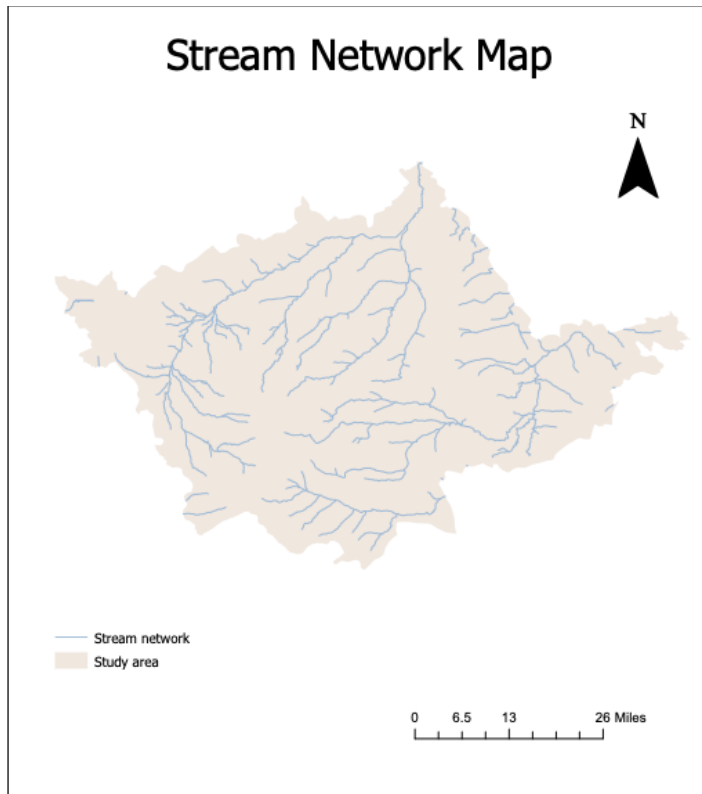 Stream Network Map
N
Stream network
Study area
0 6.5 13 26 Miles